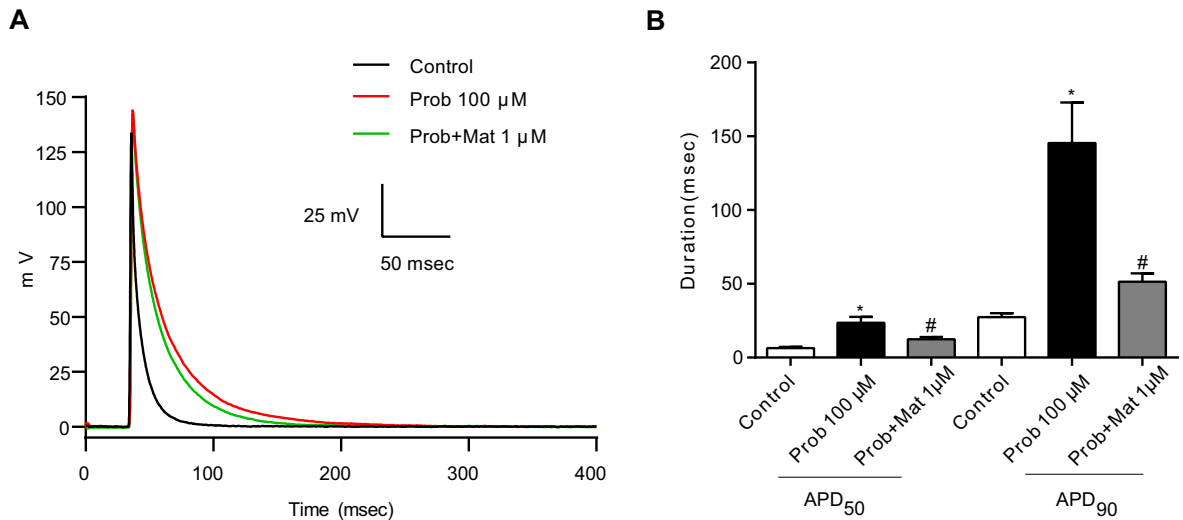 A
Control
Prob 100 µM
Prob+Mat 1 µM
25 mV
50 msec
150
125
100
75
50
25
0
m V
0
100
200
300
400
Time (msec)
B
200
150
100
50
0
Duration(msec)
*
#
*
#
Control
Prob 100 µM
Prob+Mat 1µM
Control
Prob 100 µM
Prob+Mat 1µM
APD50
APD90